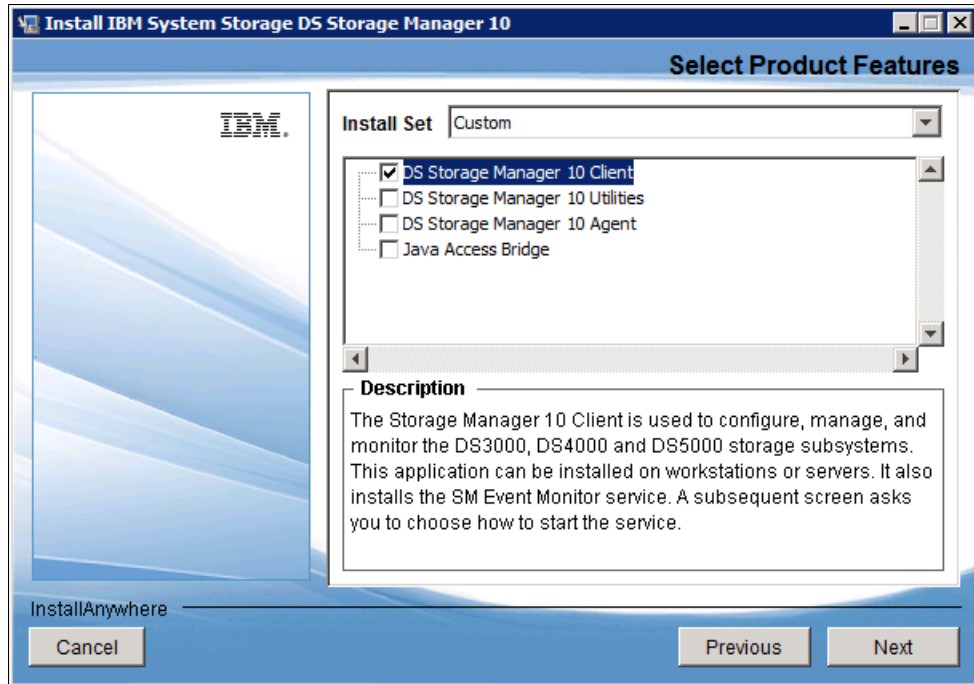 Install IBM System Storage DS Storage Manager 10
Select Product Features
IBM.
Install Set Custom
DS Storage Manager 10 Client
DS Storage Manager 10 Utilities
DS Storage Manager 10 Agent
Java Access Bridge
Description
The Storage Manager 10 Client is used to configure, manage, and
monitor the DS3000, DS4000 and DS5000 storage subsystems.
This application can be installed on workstations or servers. It also
installs the SM Event Monitor service. A subsequent screen asks
you to choose how to start the service.
InstallAnywhere
Cancel Previous Next